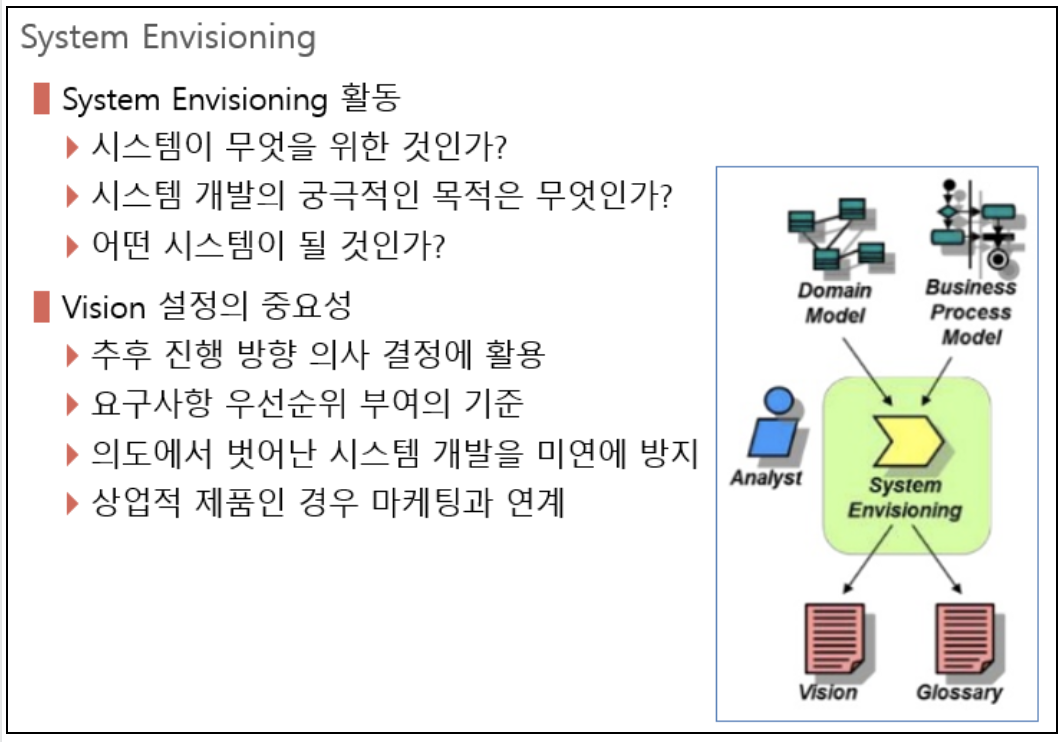 System Envisioning
System Envisioning 활동
시스템이 무엇을 위한 것인가?
시스템 개발의 궁극적인 목적은 무엇인가?
어떤 시스템이 될 것인가?
Vision 설정의 중요성
추후 진행 방향 의사 결정에 활용
요구사항 우선순위 부여의 기준
의도에서 벗어난 시스템 개발을 미연에 방지
상업적 제품인 경우 마케팅과 연계
Domain
Model
Business
Process
Model
Analyst
System
Envisioning
Vision
Glossary